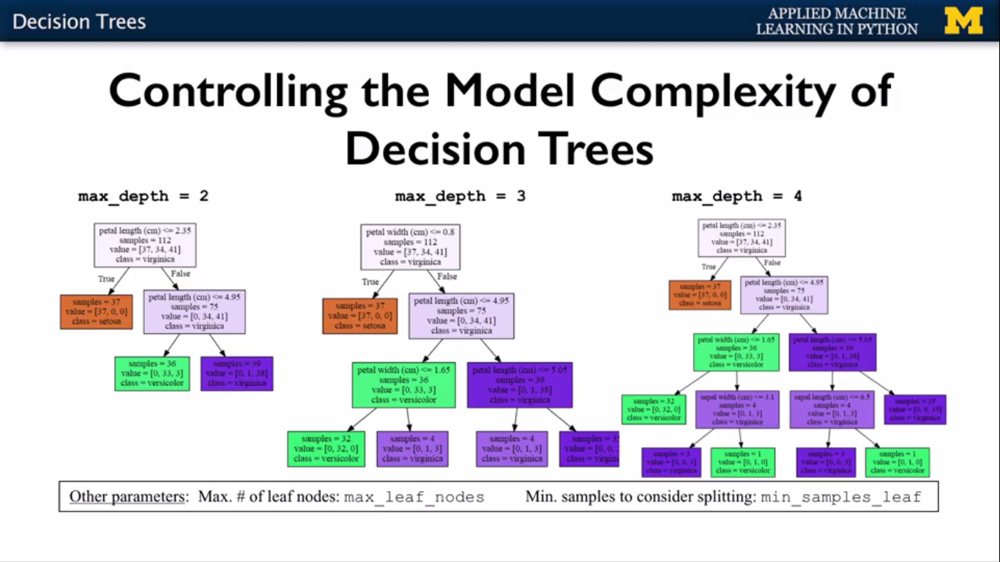 Decision Trees
APPLIED MACHINE
LEARNING IN PYTHON
M
Controlling the Model Complexity of
Decision Trees
max_depth = 2
petal length (cm) <= 2.35
samples = 112
value = [37, 34, 41]
class = virginica
True
False
samples = 37
value = [37, 0, 0]
class = setosa
petal length (cm) <= 4.95
samples = 75
value = [0, 34, 41]
class = virginica
samples = 36
value = [0, 33, 3]
class = versicolor
samples = 39
value = [0, 1, 38]
class = virginica
max_depth = 3
petal width (cm) <= 0.8
samples = 112
value = [37, 34, 41]
class = virginica
True
False
samples = 37
value = [37, 0, 0]
class = setosa
petal length (cm) <= 4.95
samples = 75
value = [0, 34, 41]
class = virginica
petal width (cm) <= 1.65
samples = 36
value = [0, 33, 3]
class = versicolor
petal length (cm) <= 5.05
samples = 39
value = [0, 1, 38]
class = virginica
samples = 32
value = [0, 32, 0]
class = versicolor
samples = 4
value = [0, 1, 3]
class = virginica
samples = 4
value = [0, 1, 3]
class = virginica
samples = 3
value = [0, 0,
class = virgin
max_depth = 4
petal length (cm) <= 2.35
samples = 112
value = [37, 34, 41]
class = virginica
True
False
samples = 37
value = [37, 0, 0]
class = setosa
petal length (cm) <= 4.95
samples = 75
value = [0, 34, 41]
class = virginica
petal width (cm) <= 1.65
samples = 36
value = [0, 33, 3]
class = versicolor
petal length (cm) <= 5.05
samples = 39
value = [0, 1, 38]
class = virginica
samples = 32
value = [0, 32, 0]
class = versicolor
sepal width (cm) <= 3.1
samples = 4
value = [0, 1, 3]
class = virginica
sepal length (cm) <= 6.5
samples = 4
value = [0, 1, 3]
class = virginica
samples = 35
value = [0, 0, 35]
class = virginica
samples = 3
value = [0, 0, 3]
class = virginica
samples = 1
value = [0, 1, 0]
class = versicolor
samples = 3
value = [0, 0, 3]
class = virginica
samples = 1
value = [0, 1, 0]
class = versicolor
Other parameters: Max. # of leaf nodes: max_leaf_nodes Min. samples to consider splitting: min_samples_leaf